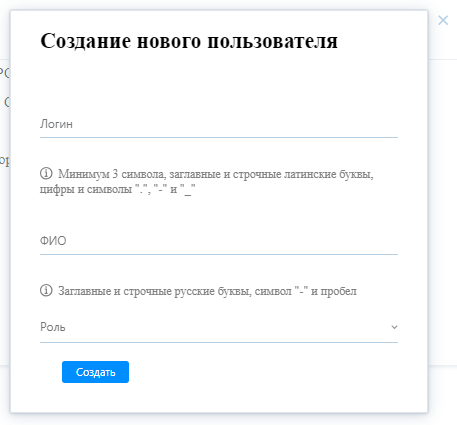 Создание нового пользователя
Логин
Минимум 3 символа, заглавные и строчные латинские буквы,
цифры и символы ".", "-" и "_"
ФИО
Заглавные и строчные русские буквы, символ "-" и пробел
Роль
Создать